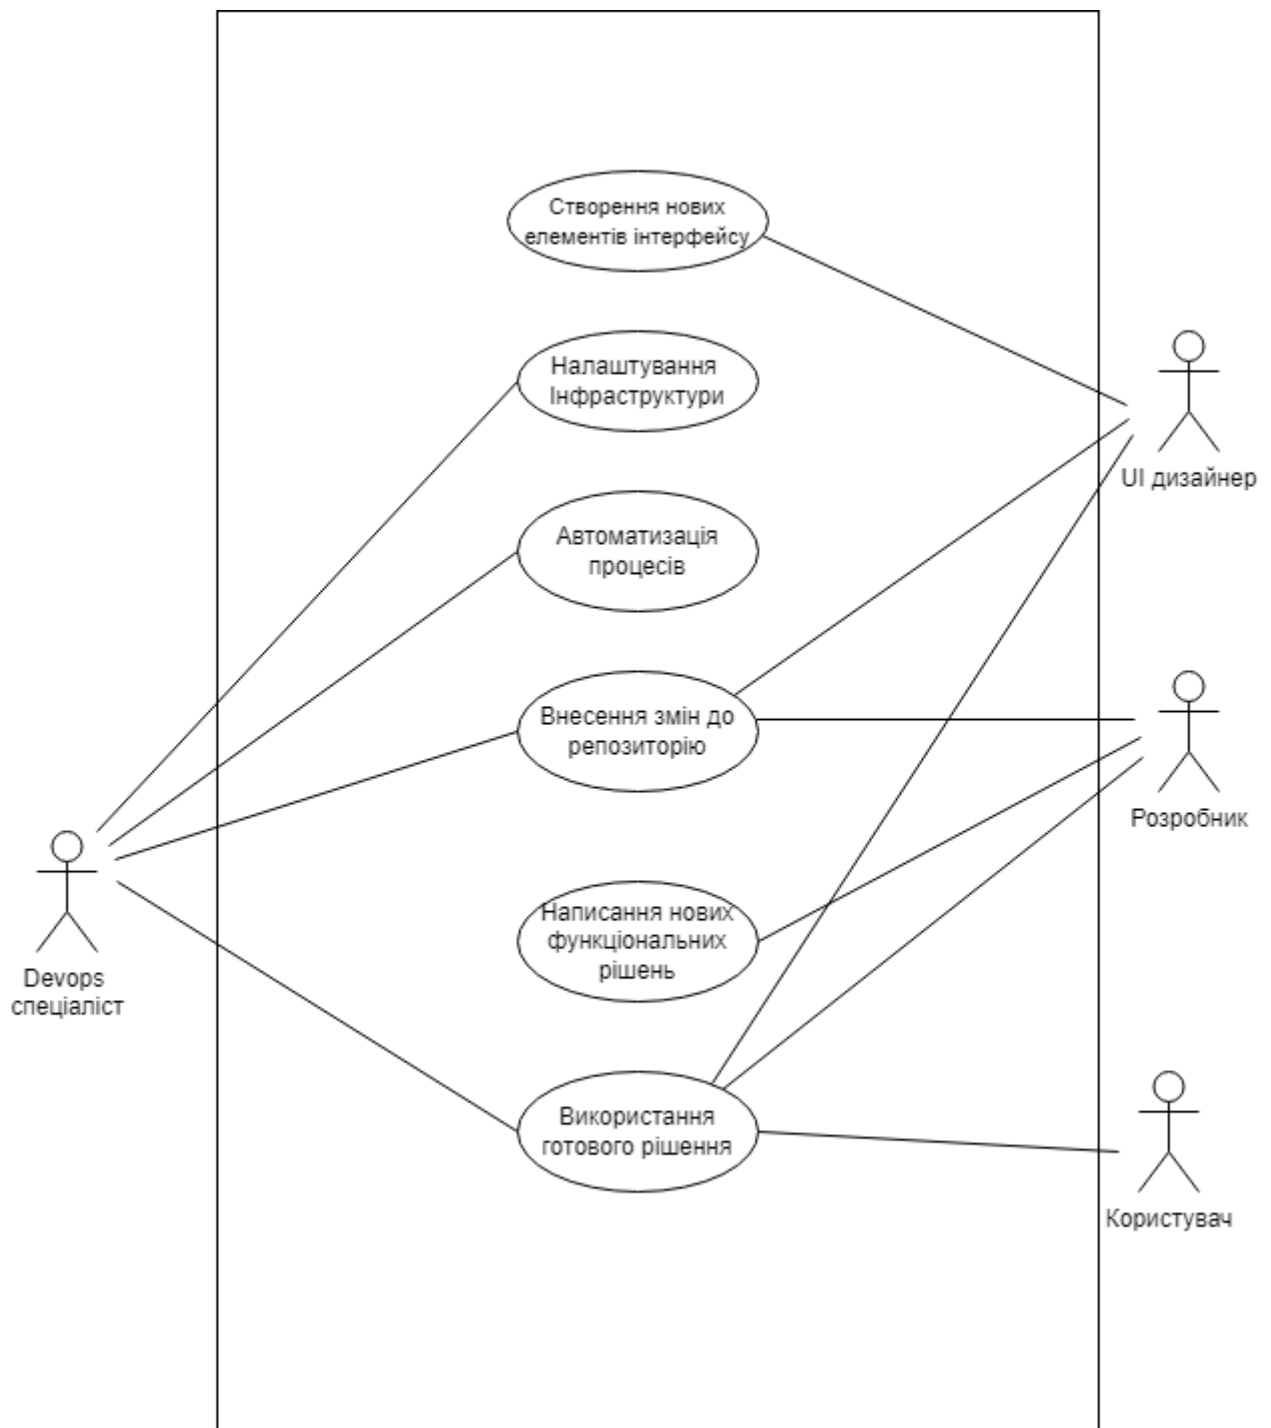 Створення нових
елементів інтерфейсу
Налаштування
Інфраструктури
UI дизайнер
Автоматизація
процесів
Внесення змін до
репозиторію
Розробник
Написання нових
функціональних
рішень
Devops
спеціаліст
Використання
готового рішення
Користувач